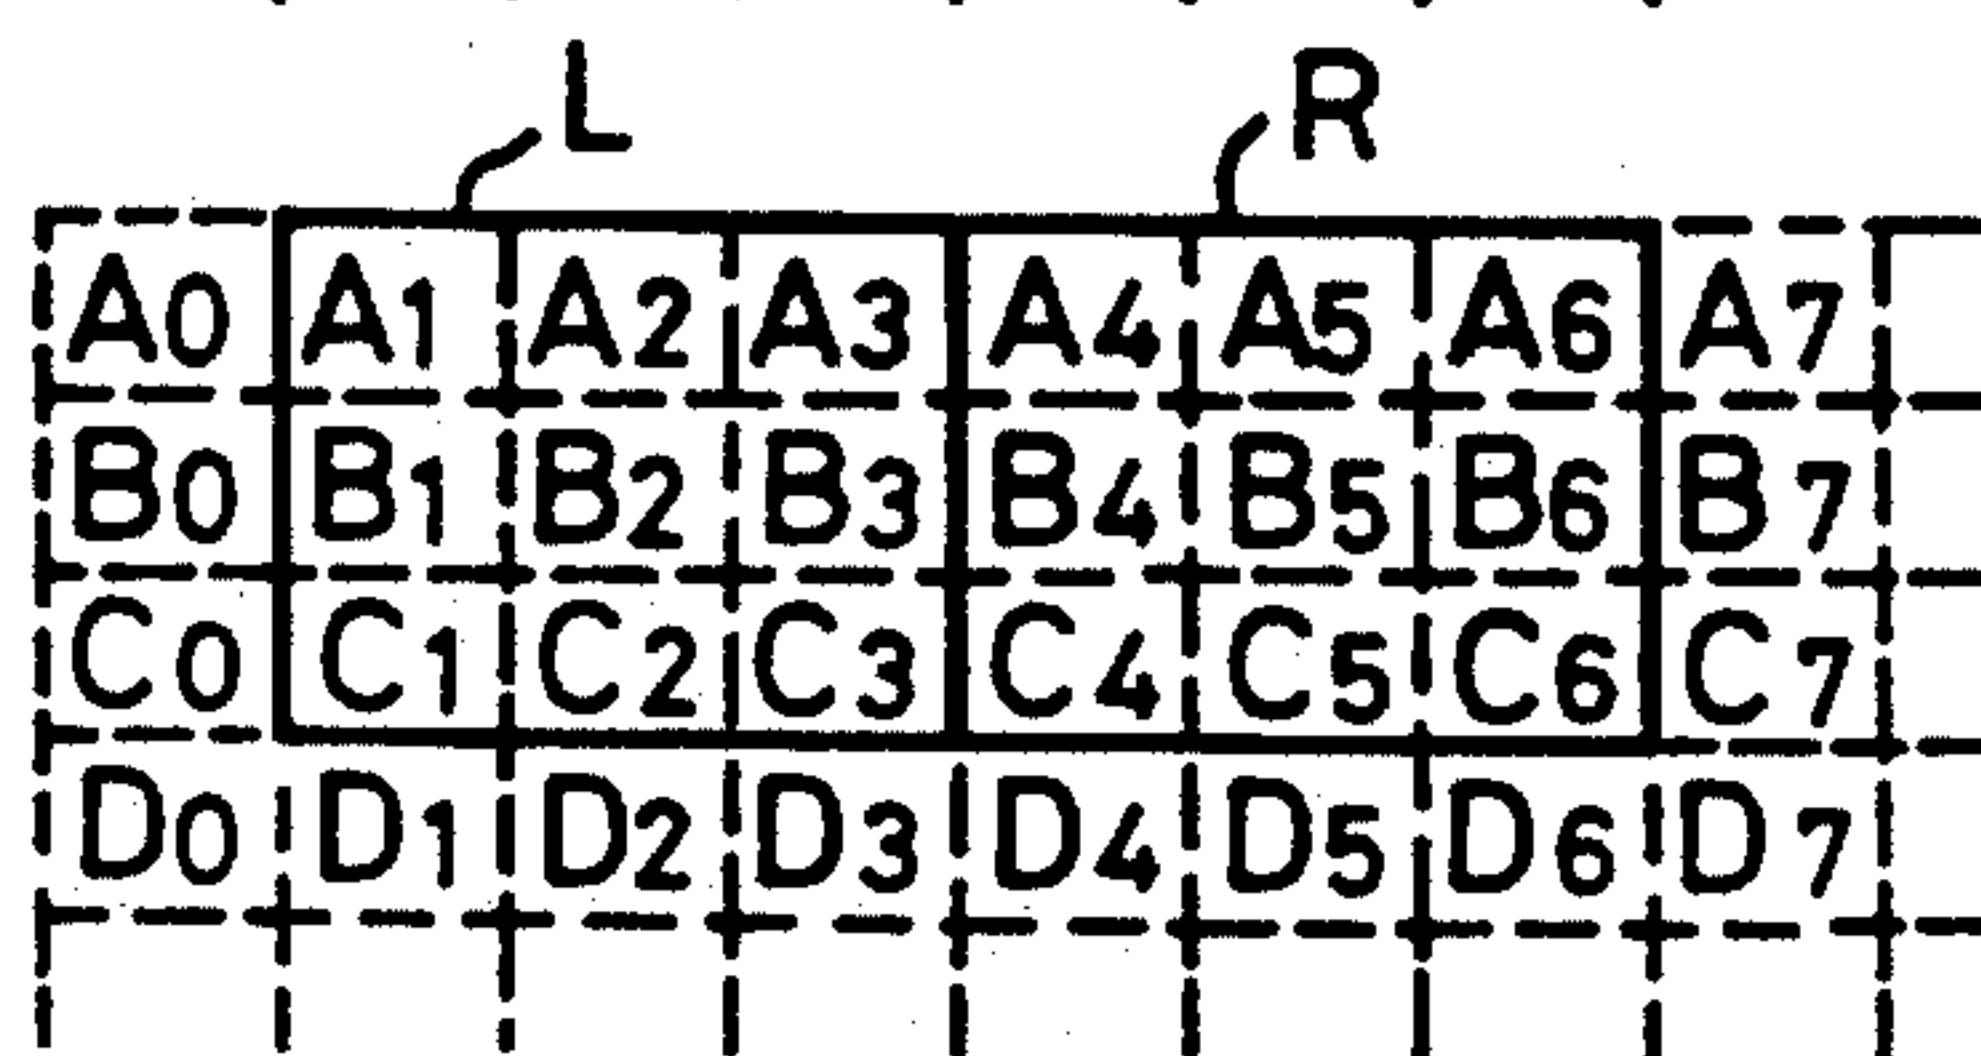 L R
A0 A1 A2 A3 A4 A5 A6 A7
B0 B1 B2 B3 B4 B5 B6 B7
C0 C1 C2 C3 C4 C5 C6 C7
D0 D1 D2 D3 D4 D5 D6 D7